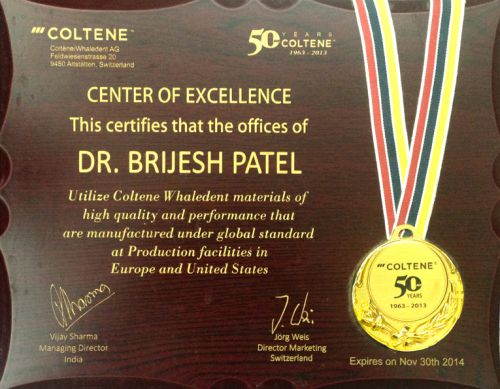 COLTENE
Coltène/Whaledent AG
Feldwiesenstrasse 20
9450 Altstätten, Switzerland
50 YEARS
COLTENE
1963 - 2013
CENTER OF EXCELLENCE
This certifies that the offices of
DR. BRIJESH PATEL
Utilize Coltene Whaledent materials of
high quality and performance that
are manufactured under global standard
at Production facilities in
Europe and United States
Vijay Sharma
Managing Director
India
Jörg Weis
Director Marketing
Switzerland
COLTENE
50 YEARS
1963 - 2013
Expires on Nov 30th 2014